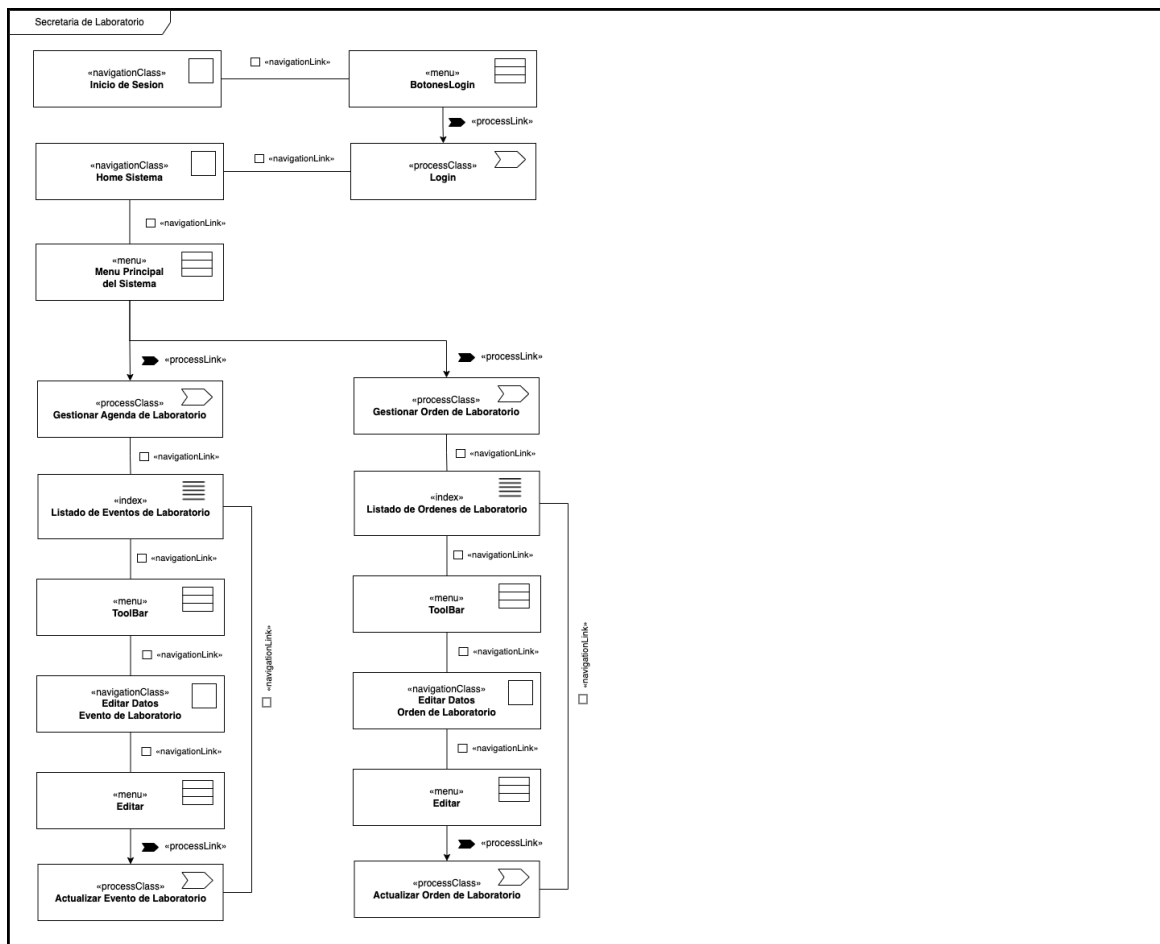 Secretaria de Laboratorio
«navigationClass»
Inicio de Sesion
«navigationLink»
«menu»
BotonesLogin
«processLink»
«navigationClass»
Home Sistema
«navigationLink»
«processClass»
Login
«navigationLink»
«menu»
Menu Principal
del Sistema
«processLink»
«processLink»
«processClass»
Gestionar Agenda de Laboratorio
«processClass»
Gestionar Orden de Laboratorio
«navigationLink»
«navigationLink»
«index»
Listado de Eventos de Laboratorio
«index»
Listado de Ordenes de Laboratorio
«navigationLink»
«navigationLink»
«menu»
ToolBar
«menu»
ToolBar
«navigationLink»
«navigationLink»
«navigationLink»
«navigationLink»
«navigationClass»
Editar Datos
Evento de Laboratorio
«navigationClass»
Editar Datos
Orden de Laboratorio
«navigationLink»
«navigationLink»
«menu»
Editar
«menu»
Editar
«processLink»
«processLink»
«processClass»
Actualizar Evento de Laboratorio
«processClass»
Actualizar Orden de Laboratorio